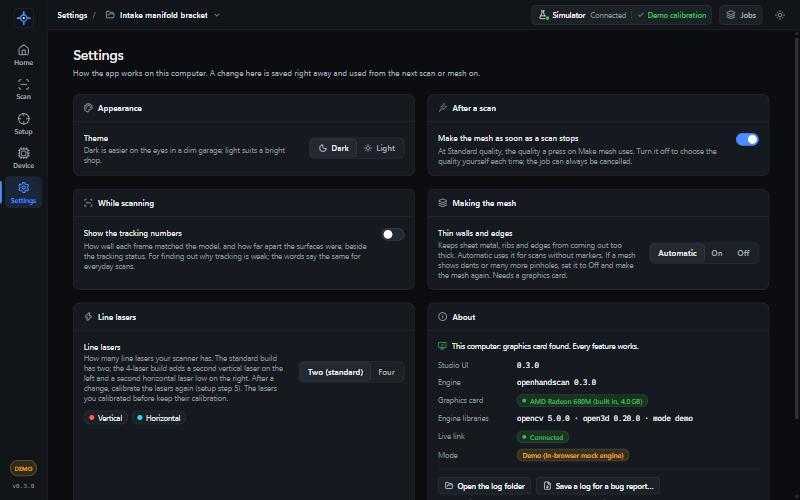 Settings / Intake manifold bracket
Simulator Connected Demo calibration
Jobs
Home
Scan
Setup
Device
Settings
DEMO
v0.3.0
Settings
How the app works on this computer. A change here is saved right away and used from the next scan or mesh on.
Appearance
Theme
Dark is easier on the eyes in a dim garage; light suits a bright
shop.
Dark Light
After a scan
Make the mesh as soon as a scan stops
At Standard quality, the quality a press on Make mesh uses. Turn it off to choose the
quality yourself each time; the job can always be cancelled.
While scanning
Show the tracking numbers
How well each frame matched the model, and how far apart the surfaces were, beside
the tracking status. For finding out why tracking is weak; the words say the same for
everyday scans.
Making the mesh
Thin walls and edges
Keeps sheet metal, ribs and edges from coming out too
thick. Automatic uses it for scans without markers. If a mesh
shows dents or many more pinholes, set it to Off and make
the mesh again. Needs a graphics card.
Automatic On Off
Line lasers
Line lasers
How many line lasers your scanner has. The standard build
has two; the 4-laser build adds a second vertical laser on the
left and a second horizontal laser low on the right. After a
change, calibrate the lasers again (setup step 5). The lasers
you calibrated before keep their calibration.
Two (standard) Four
Vertical Horizontal
About
This computer: graphics card found. Every feature works.
Studio UI 0.3.0
Engine openhandscan 0.3.0
Graphics card AMD Radeon 680M (built in, 4.0 GB)
Engine libraries opencv 5.0.0 · open3d 0.20.0 · mode demo
Live link Connected
Mode Demo (in-browser mock engine)
Open the log folder Save a log for a bug report...